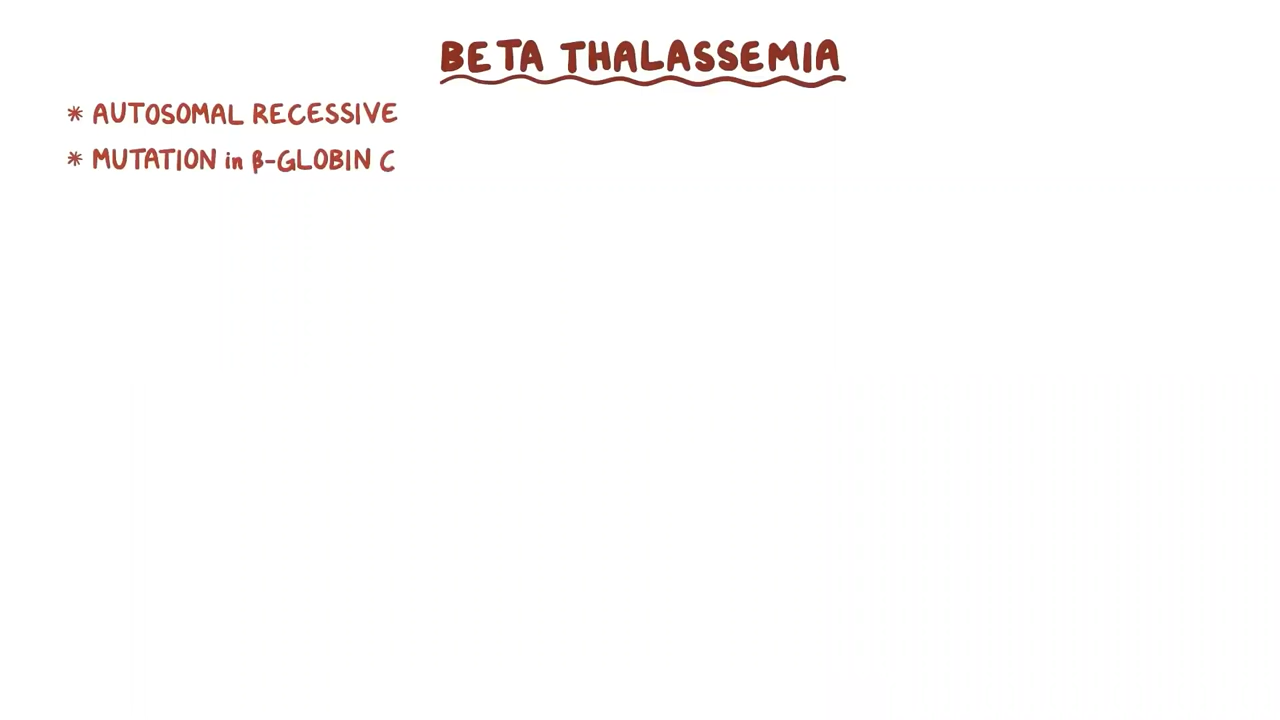 BETA THALASSEMIA
* AUTOSOMAL RECESSIVE
* MUTATION in β-GLOBIN C